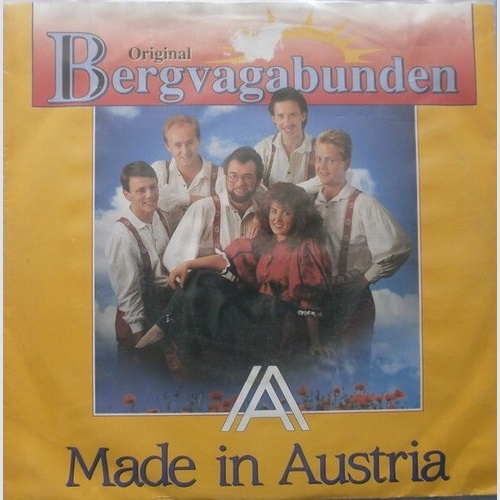 Original
Bergvagabunden
A
Made in Austria